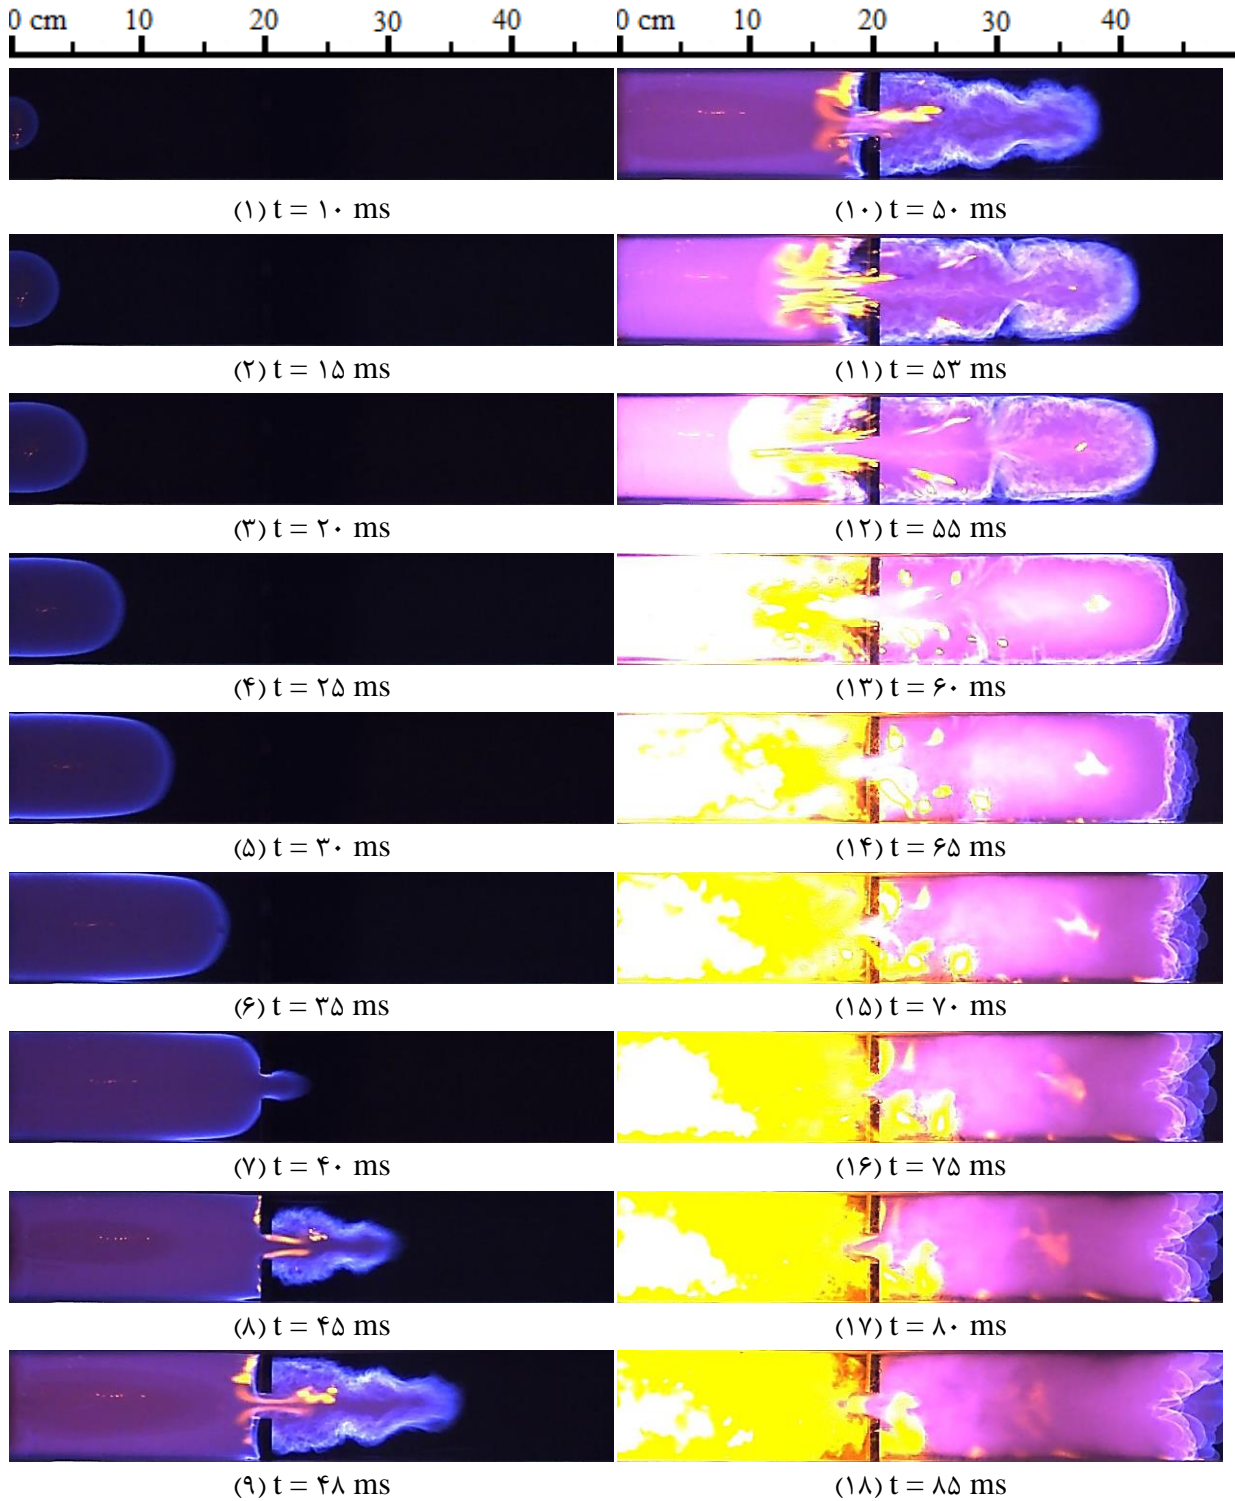 0 cm 10 20 30 40
0 cm 10 20 30 40
(۱) t = ۱۰ ms
(۲) t = ۱۵ ms
(۳) t = ۲۰ ms
(۴) t = ۲۵ ms
(۵) t = ۳۰ ms
(۶) t = ۳۵ ms
(۷) t = ۴۰ ms
(۸) t = ۴۵ ms
(۹) t = ۴۸ ms
(۱۰) t = ۵۰ ms
(۱۱) t = ۵۳ ms
(۱۲) t = ۵۵ ms
(۱۳) t = ۶۰ ms
(۱۴) t = ۶۵ ms
(۱۵) t = ۷۰ ms
(۱۶) t = ۷۵ ms
(۱۷) t = ۸۰ ms
(۱۸) t = ۸۵ ms